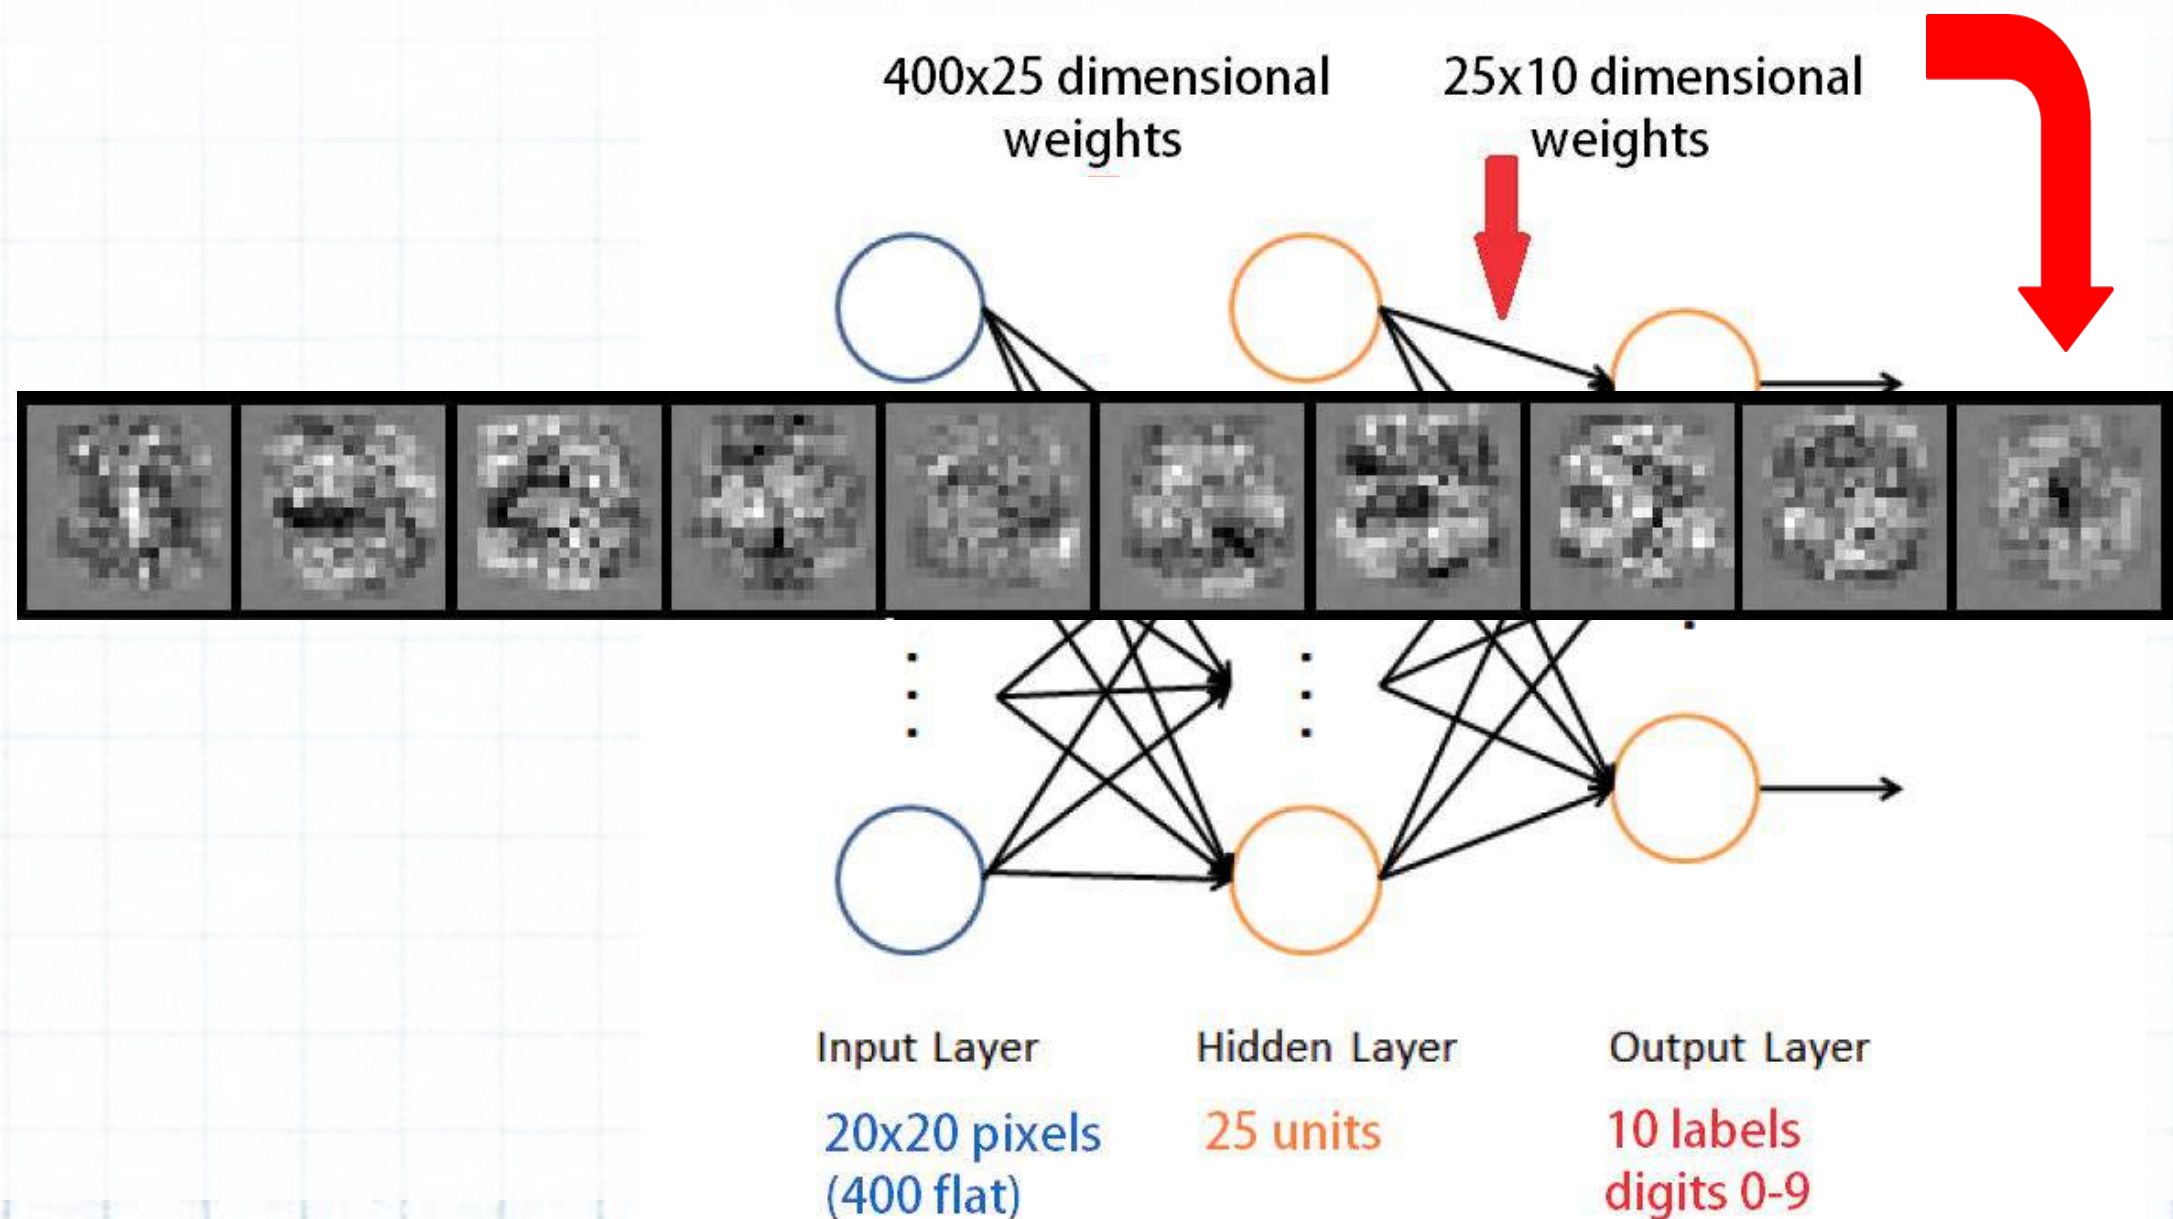 400x25 dimensional
weights
25x10 dimensional
weights
Input Layer
Hidden Layer
Output Layer
20x20 pixels
(400 flat)
25 units
10 labels
digits 0-9